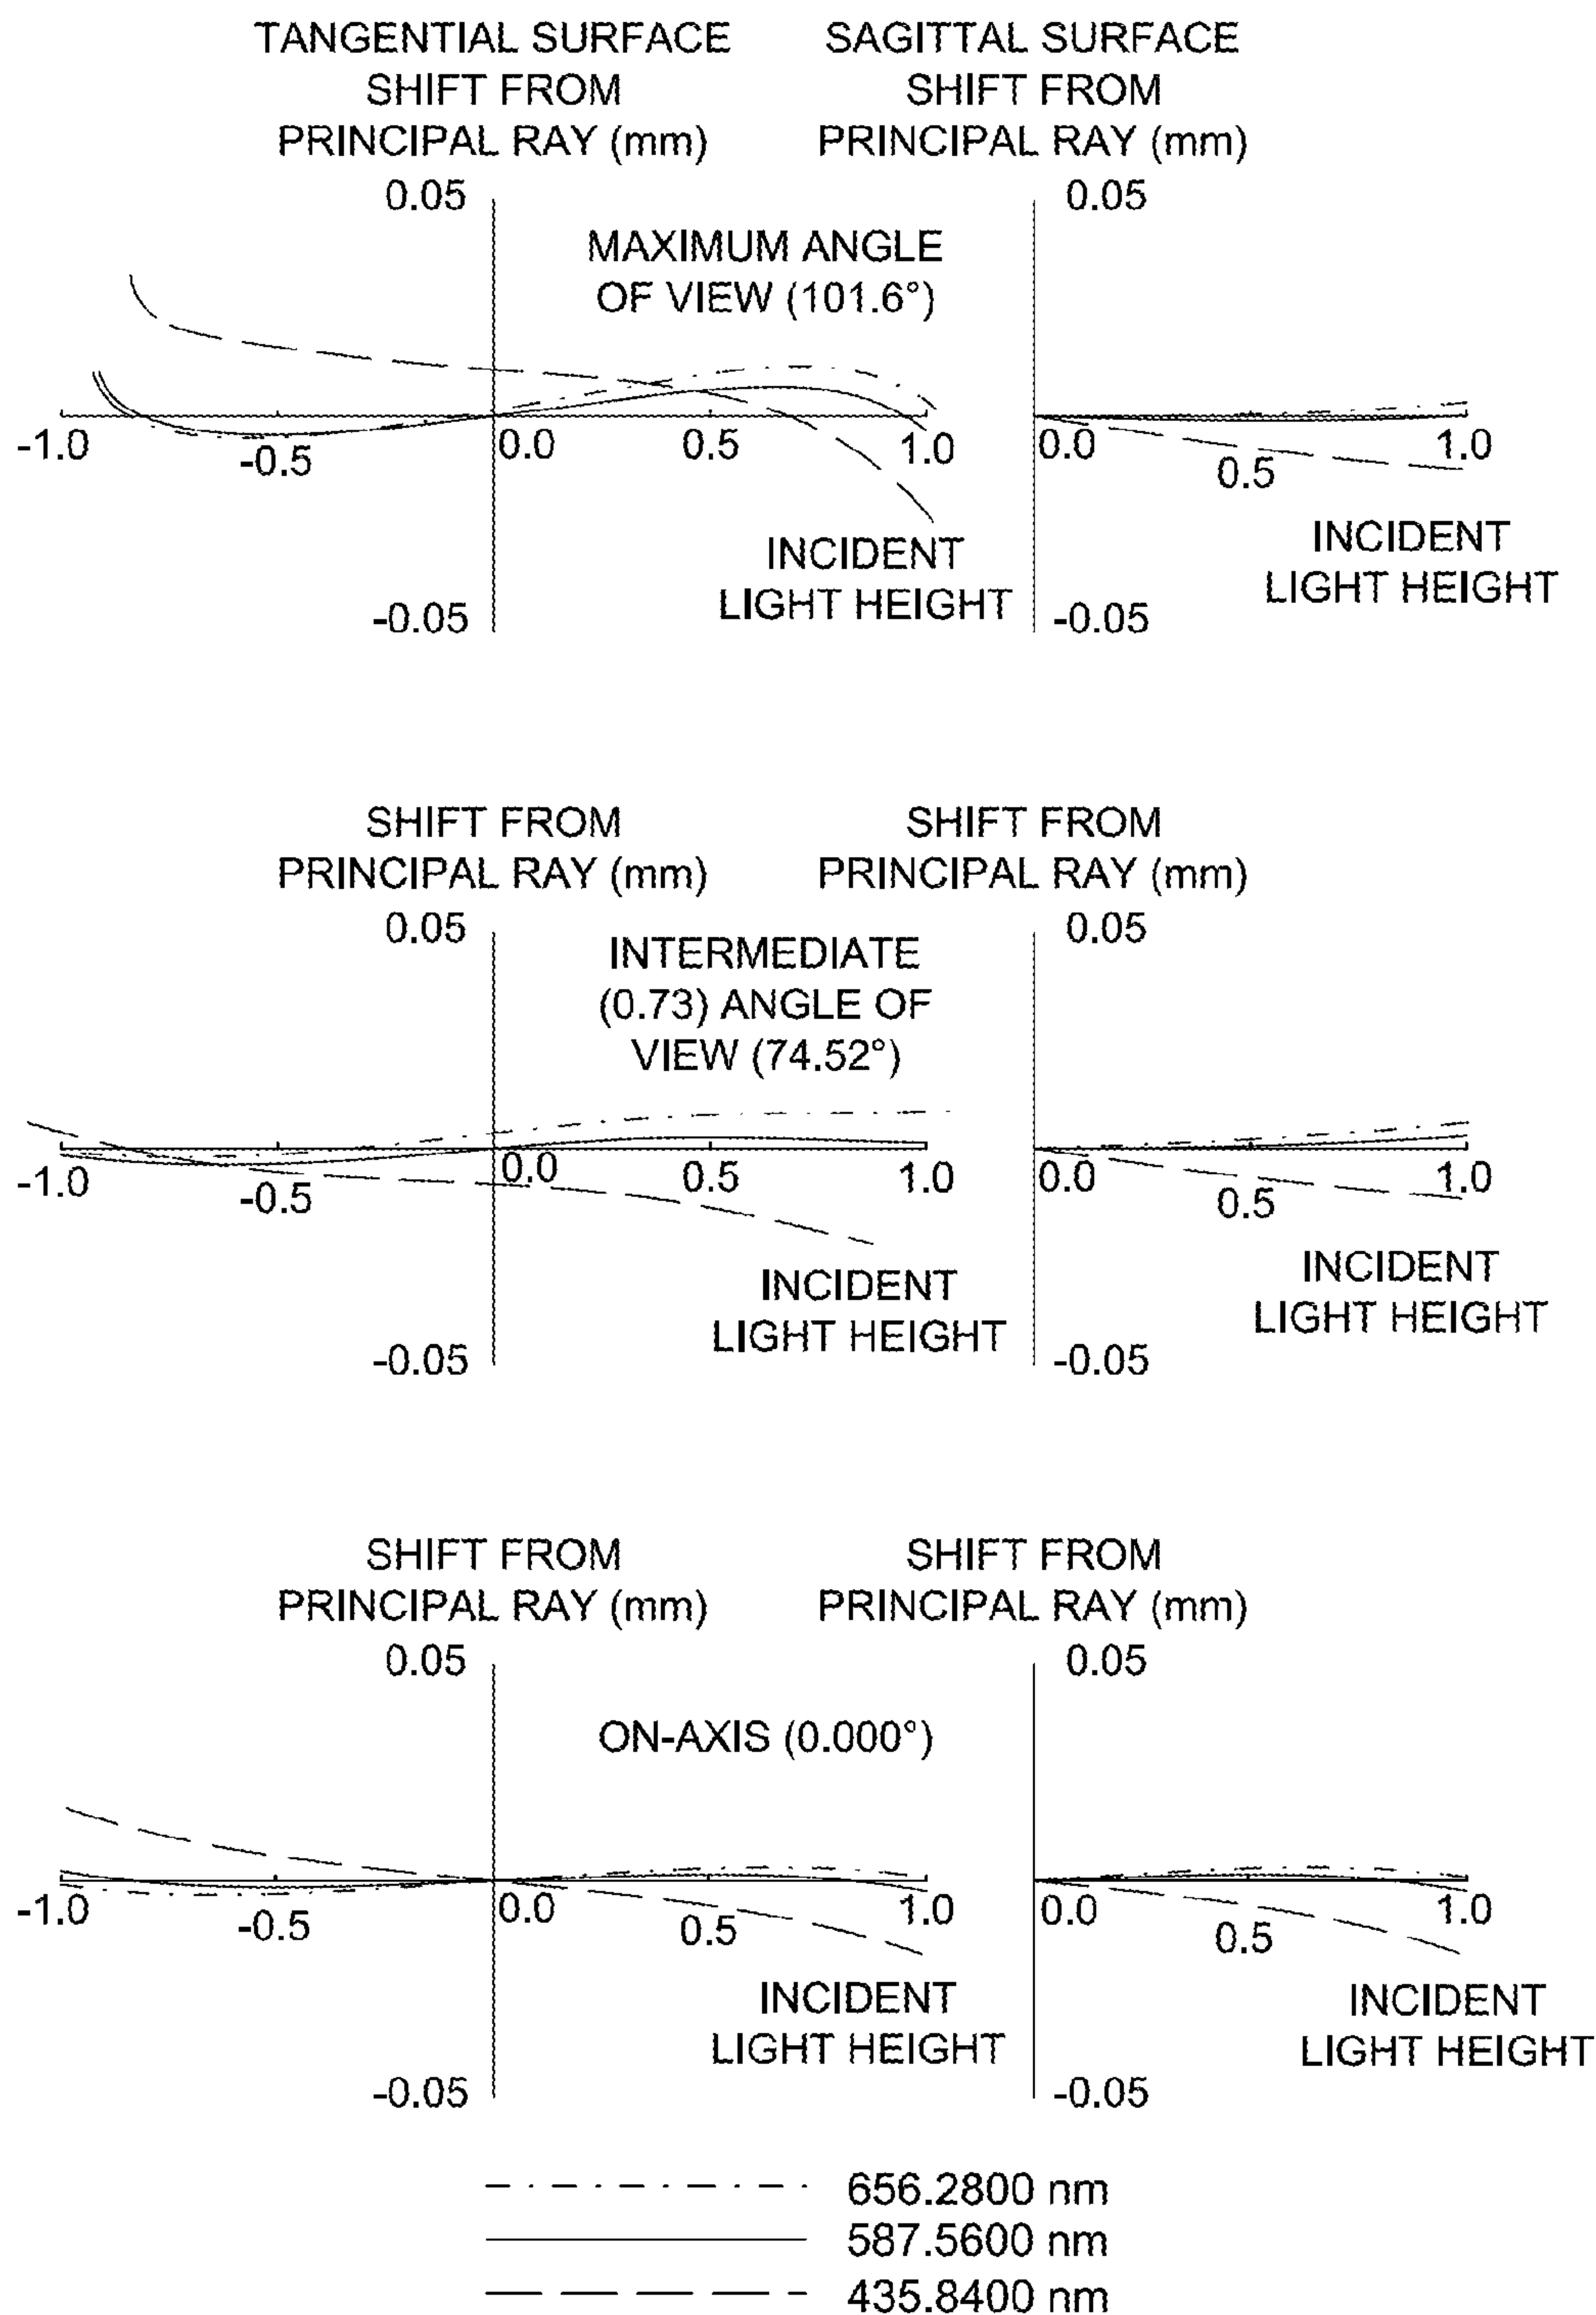 TANGENTIAL SURFACE
SHIFT FROM
PRINCIPAL RAY (mm)
0.05
SAGITTAL SURFACE
SHIFT FROM
PRINCIPAL RAY (mm)
0.05
MAXIMUM ANGLE
OF VIEW (101.6°)
-1.0
-0.5
0.0
0.5
1.0
INCIDENT
LIGHT HEIGHT
-0.05
0.0
0.5
1.0
INCIDENT
LIGHT HEIGHT
-0.05
SHIFT FROM
PRINCIPAL RAY (mm)
0.05
SHIFT FROM
PRINCIPAL RAY (mm)
0.05
INTERMEDIATE
(0.73) ANGLE OF
VIEW (74.52°)
-1.0
-0.5
0.0
0.5
1.0
INCIDENT
LIGHT HEIGHT
-0.05
0.0
0.5
1.0
INCIDENT
LIGHT HEIGHT
-0.05
SHIFT FROM
PRINCIPAL RAY (mm)
0.05
SHIFT FROM
PRINCIPAL RAY (mm)
0.05
ON-AXIS (0.000°)
-1.0
-0.5
0.0
0.5
1.0
INCIDENT
LIGHT HEIGHT
-0.05
0.0
0.5
1.0
INCIDENT
LIGHT HEIGHT
-0.05
656.2800 nm
587.5600 nm
435.8400 nm